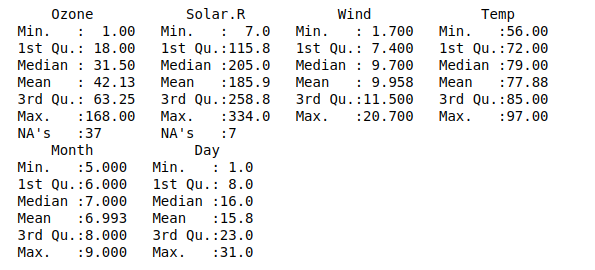 Ozone           Solar.R           Wind             Temp
 Min.   :  1.00   Min.   :  7.0   Min.   : 1.700   Min.   :56.00
 1st Qu.: 18.00   1st Qu.:115.8   1st Qu.: 7.400   1st Qu.:72.00
 Median : 31.50   Median :205.0   Median : 9.700   Median :79.00
 Mean   : 42.13   Mean   :185.9   Mean   : 9.958   Mean   :77.88
 3rd Qu.: 63.25   3rd Qu.:258.8   3rd Qu.:11.500   3rd Qu.:85.00
 Max.   :168.00   Max.   :334.0   Max.   :20.700   Max.   :97.00
 NA's   :37       NA's   :7
     Month            Day
 Min.   :5.000   Min.   : 1.0
 1st Qu.:6.000   1st Qu.: 8.0
 Median :7.000   Median :16.0
 Mean   :6.993   Mean   :15.8
 3rd Qu.:8.000   3rd Qu.:23.0
 Max.   :9.000   Max.   :31.0